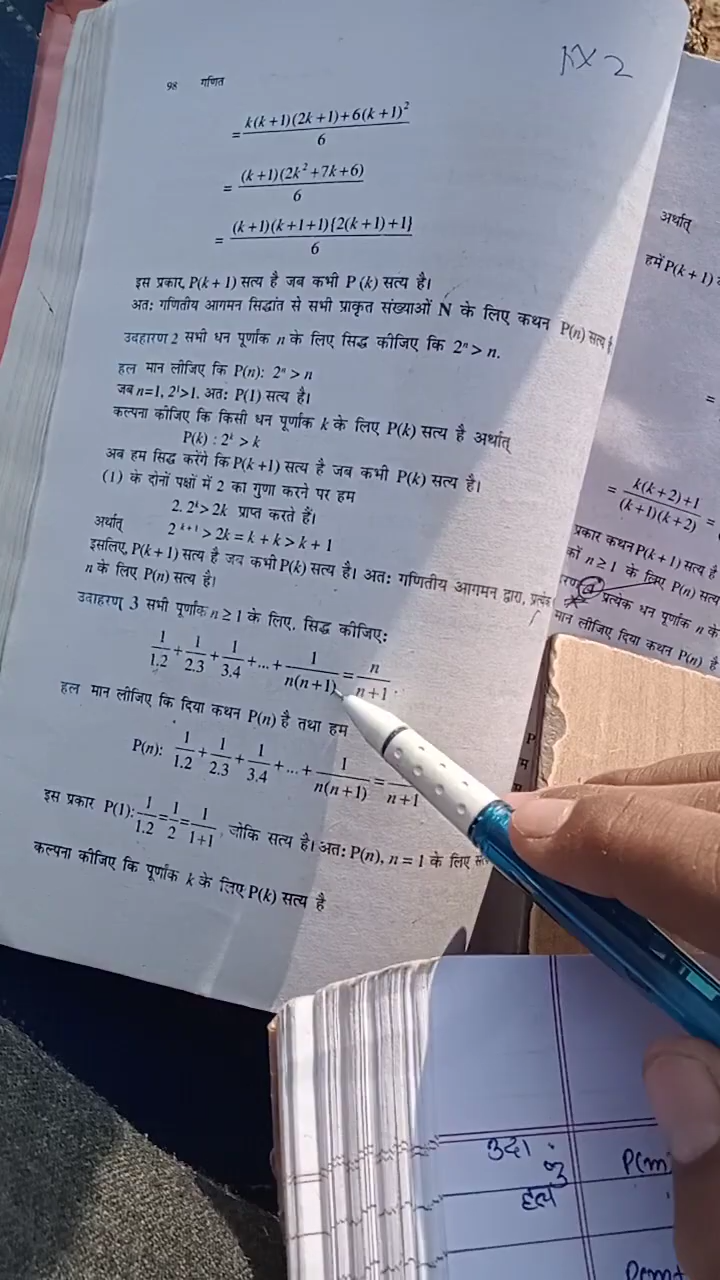 98 गणित
= k(k+1)(2k+1)+6(k+1)² / 6
= (k+1)(2k²+7k+6) / 6
= (k+1)(k+1+1){2(k+1)+1} / 6
इस प्रकार, P(k+1) सत्य है जब कभी P (k) सत्य है।
अतः गणितीय आगमन सिद्धांत से सभी प्राकृत संख्याओं N के लिए कथन P(n) सत्य है
उदहारण 2 सभी धन पूर्णांक n के लिए सिद्ध कीजिए कि 2ⁿ > n.
हल मान लीजिए कि P(n): 2ⁿ > n
जब n=1, 2¹>1. अतः P(1) सत्य है।
कल्पना कीजिए कि किसी धन पूर्णांक k के लिए P(k) सत्य है अर्थात्
P(k) : 2ᵏ > k
अब हम सिद्ध करेंगे कि P(k+1) सत्य है जब कभी P(k) सत्य है।
(1) के दोनों पक्षों में 2 का गुणा करने पर हम
2. 2ᵏ > 2k प्राप्त करते हैं।
अर्थात् 2ᵏ⁺¹ > 2k = k + k > k + 1
इसलिए, P(k+1) सत्य है जब कभी P(k) सत्य है। अतः गणितीय आगमन द्वारा, प्रत्येक
n के लिए P(n) सत्य है।
उदाहरण 3 सभी पूर्णांक n ≥ 1 के लिए, सिद्ध कीजिए:
1/1.2 + 1/2.3 + 1/3.4 + ... + 1/n(n+1) = n/n+1.
हल मान लीजिए कि दिया कथन P(n) है तथा हम
P(n): 1/1.2 + 1/2.3 + 1/3.4 + ... + 1/n(n+1) = /n+1
इस प्रकार P(1): 1/1.2 = 1/2 = 1/1+1, जोकि सत्य है। अतः P(n), n = 1 के लिए
कल्पना कीजिए कि पूर्णांक k के लिए P(k) सत्य है
अर्थात्
हमें P(k+1)
=
= k(k+2)+1 / (k+1)(k+2) =
प्रकार कथन P(k+1) सत्य है
n ≥ 1 के लिए P(n) सत्य
प्रत्येक धन पूर्णांक n के
मान लीजिए दिया कथन P(n) है
उदा
हल